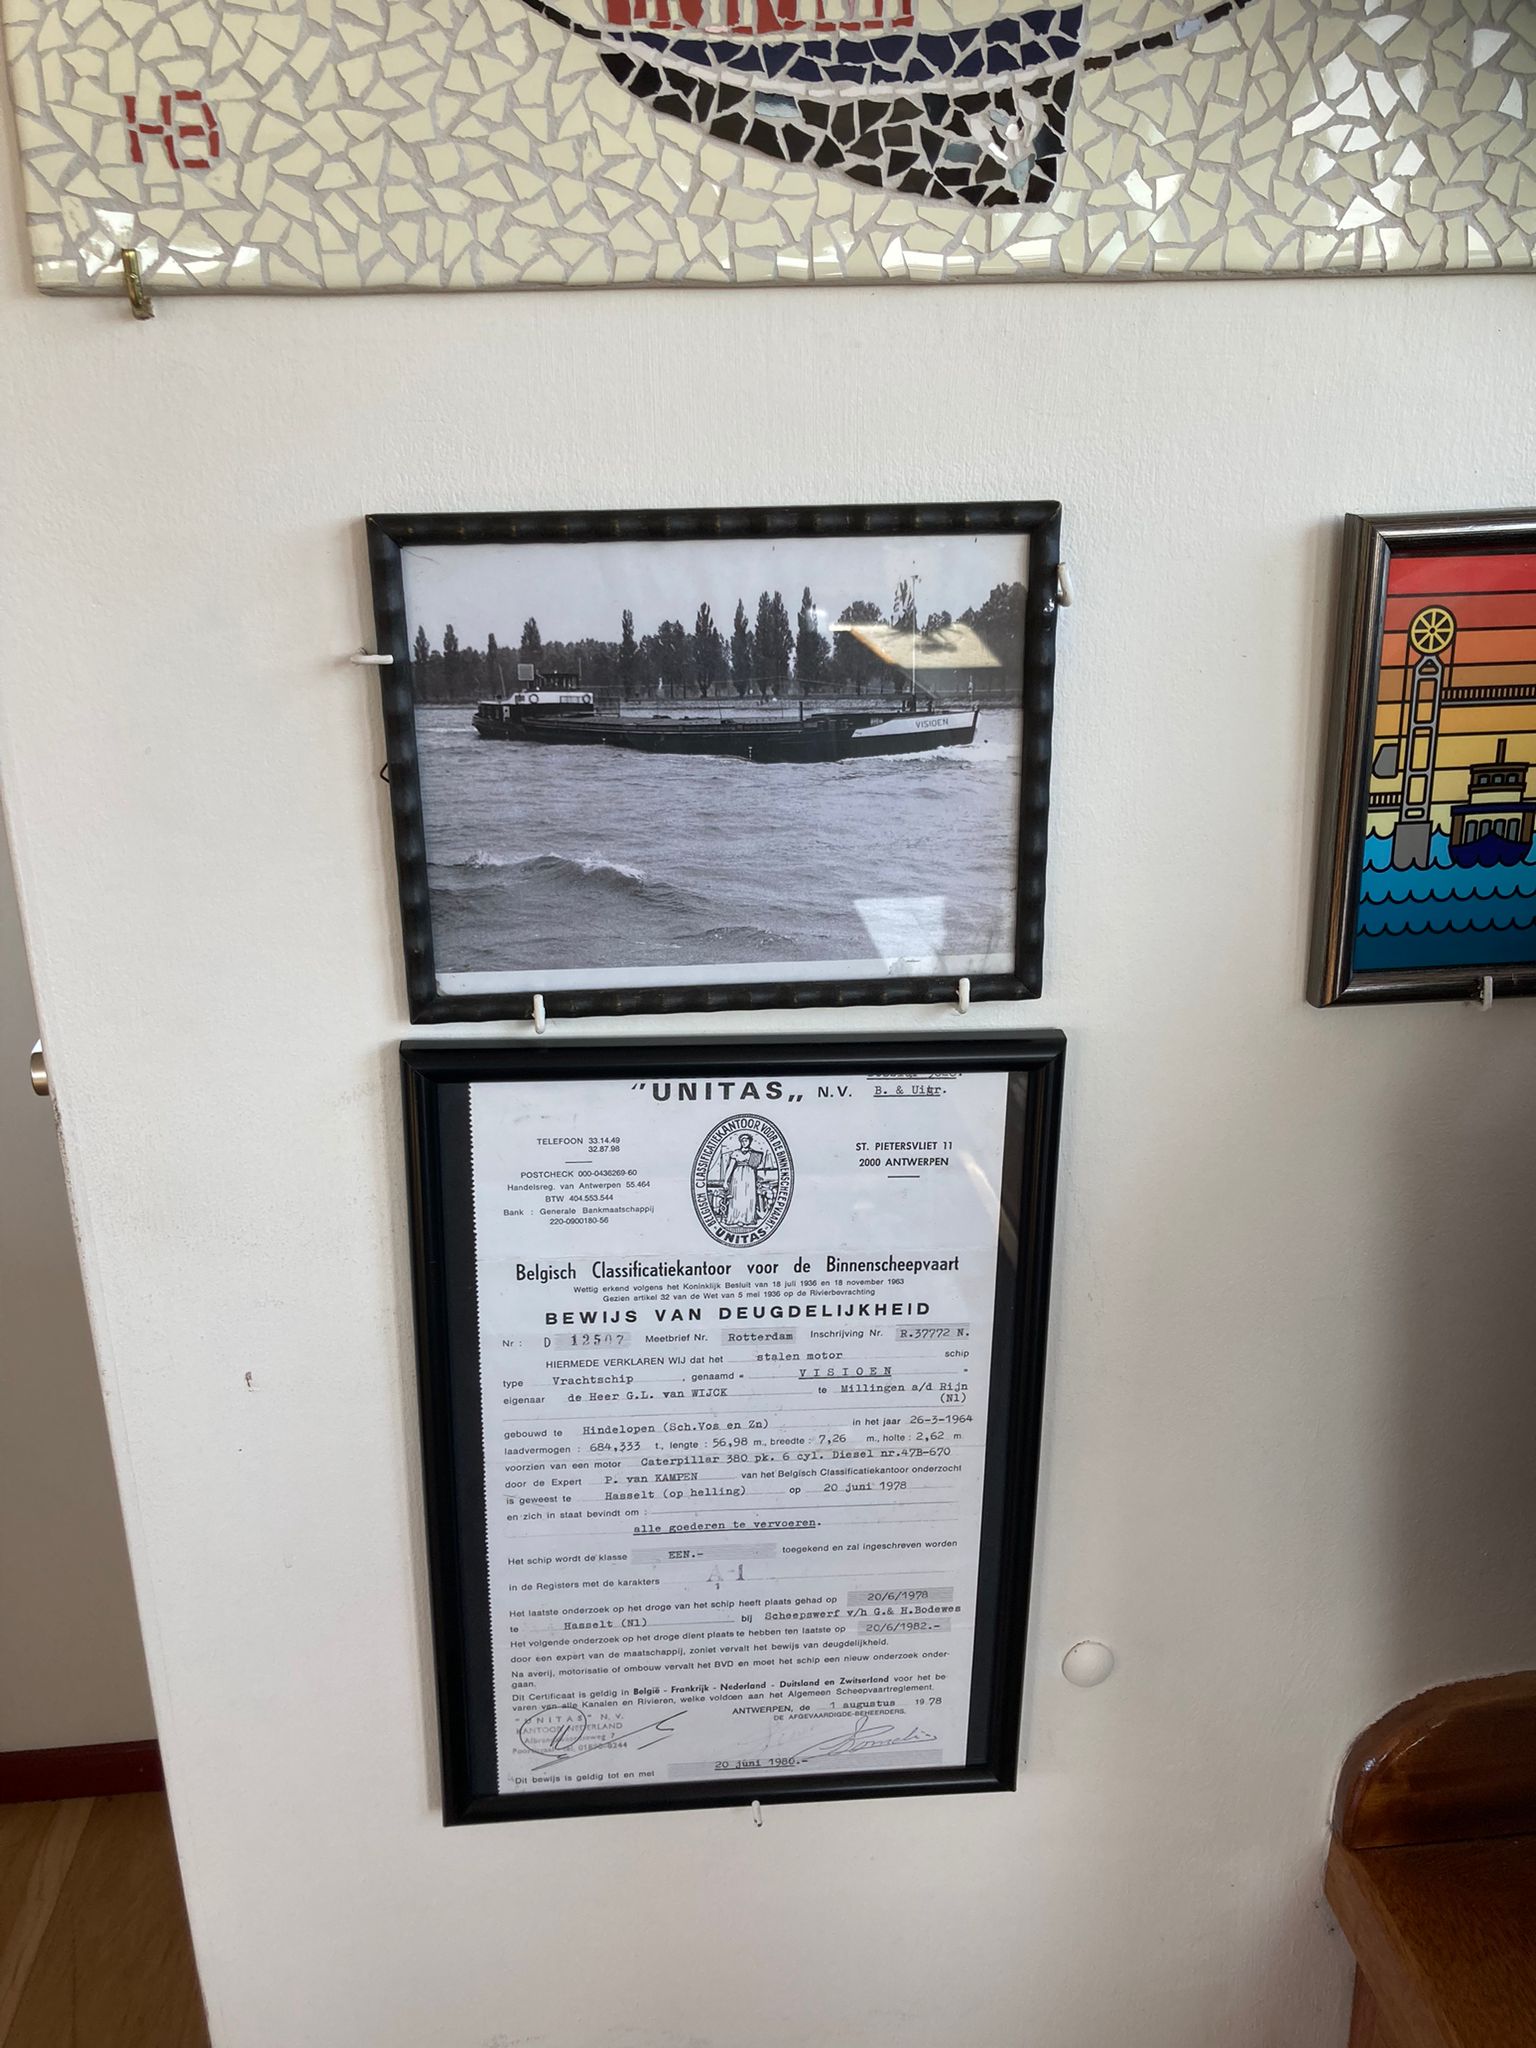 HB
VISIOEN
"UNITAS„ N.V.
B. & Uitr.
TELEFOON 33.14.49
32.87.98
POSTCHECK 000-0436269-60
Handelsreg. van Antwerpen 55.464
BTW 404.553.544
Bank : Generale Bankmaatschappij
220-0900180-56
BELGISCH CLASSIFICATIEKANTOOR VOOR DE BINNENSCHEEPVAART
UNITAS
ST. PIETERSVLIET 11
2000 ANTWERPEN
Belgisch Classificatiekantoor voor de Binnenscheepvaart
Wettig erkend volgens het Koninklijk Besluit van 18 juli 1936 en 18 november 1963
Gezien artikel 32 van de Wet van 5 mei 1936 op de Rivierbevrachting
BEWIJS VAN DEUGDELIJKHEID
Nr : D 12507 Meetbrief Nr. Rotterdam Inschrijving Nr. R.37772 N.
HIERMEDE VERKLAREN WIJ dat het stalen motor schip
type Vrachtschip , genaamd " VISIOEN "
eigenaar de Heer G.L. van WIJCK te Millingen a/d Rijn
(Nl)
gebouwd te Hindelopen (Sch.Vos en Zn) in het jaar 26-3-1964
laadvermogen : 684,333 t., lengte : 56,98 m., breedte : 7,26 m., holte : 2,62 m
voorzien van een motor Caterpillar 380 pk. 6 cyl. Diesel nr.47B-670
door de Expert P. van KAMPEN van het Belgisch Classificatiekantoor onderzocht
is geweest te Hasselt (op helling) op 20 juni 1978
en zich in staat bevindt om :
alle goederen te vervoeren.
Het schip wordt de klasse EEN.- toegekend en zal ingeschreven worden
in de Registers met de karakters A-1
1
Het laatste onderzoek op het droge van het schip heeft plaats gehad op 20/6/1978
te Hasselt (Nl) bij Scheepswerf v/h G.& H.Bodewes
Het volgende onderzoek op het droge dient plaats te hebben ten laatste op 20/6/1982.-
door een expert van de maatschappij, zoniet vervalt het bewijs van deugdelijkheid.
Na averij, motorisatie of ombouw vervalt het BVD en moet het schip een nieuw onderzoek onder-
gaan.
Dit Certificaat is geldig in België - Frankrijk - Nederland - Duitsland en Zwitserland voor het be-
varen van alle Kanalen en Rivieren, welke voldoen aan het Algemeen Scheepvaartreglement.
ANTWERPEN, de 1 augustus 1978
DE AFGEVAARDIGDE-BEHEERDERS.
"UNITAS" N.V.
KANTOOR NEDERLAND
20 juni 1986.-
Dit bewijs is geldig tot en met